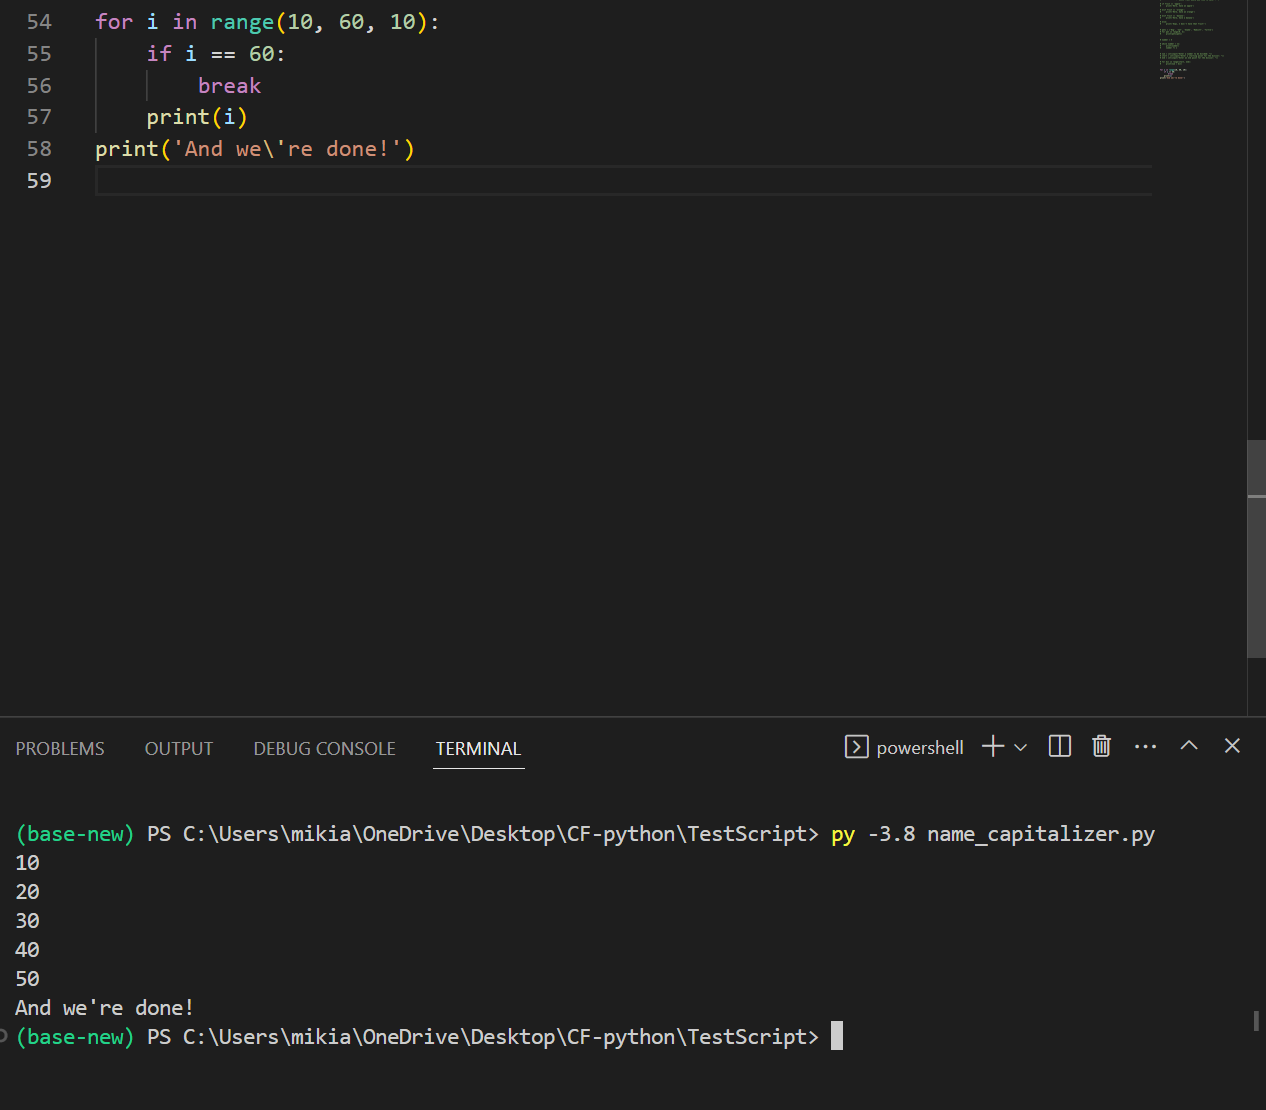 54 for i in range(10, 60, 10):
55     if i == 60:
56         break
57     print(i)
58 print('And we\'re done!')
59
PROBLEMS OUTPUT DEBUG CONSOLE TERMINAL powershell
(base-new) PS C:\Users\mikia\OneDrive\Desktop\CF-python\TestScript> py -3.8 name_capitalizer.py
10
20
30
40
50
And we're done!
(base-new) PS C:\Users\mikia\OneDrive\Desktop\CF-python\TestScript>